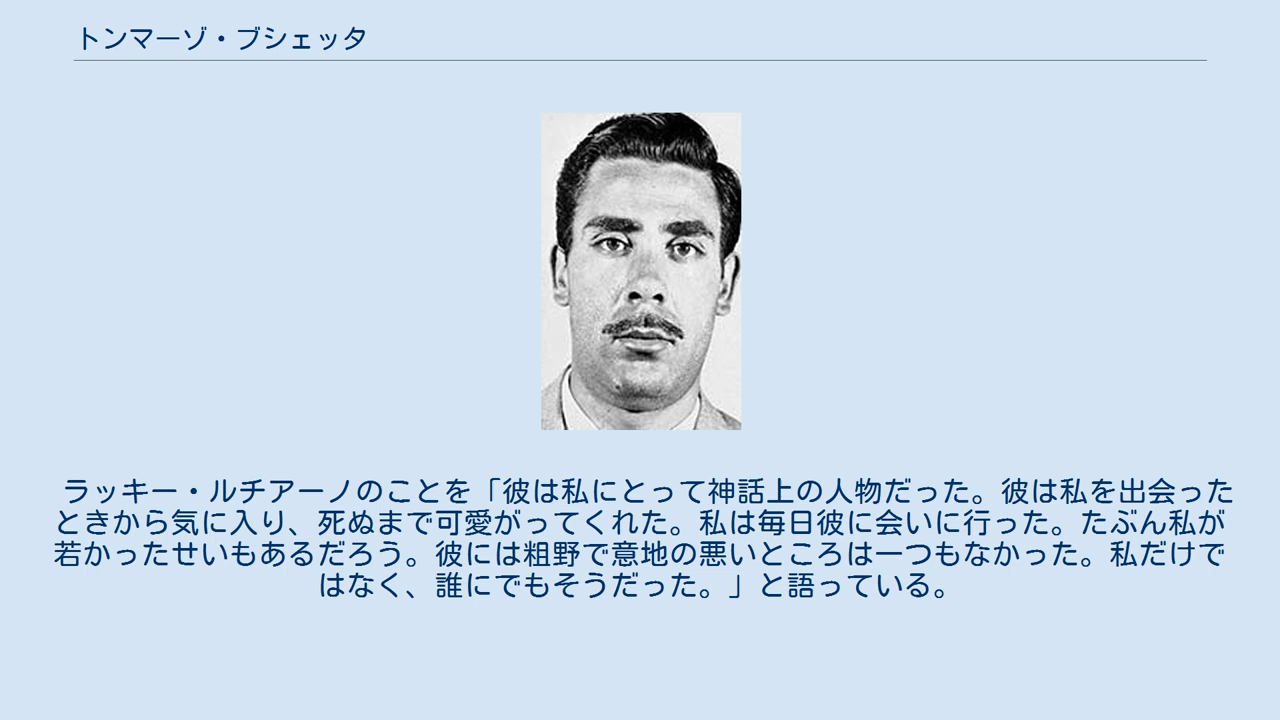 トンマーゾ・ブシェッタ
ラッキー・ルチアーノのことを「彼は私にとって神話上の人物だった。彼は私を出会った
ときから気に入り、死ぬまで可愛がってくれた。私は毎日彼に会いに行った。たぶん私が
若かったせいもあるだろう。彼には粗野で意地の悪いところは一つもなかった。私だけで
はなく、誰にでもそうだった。」と語っている。